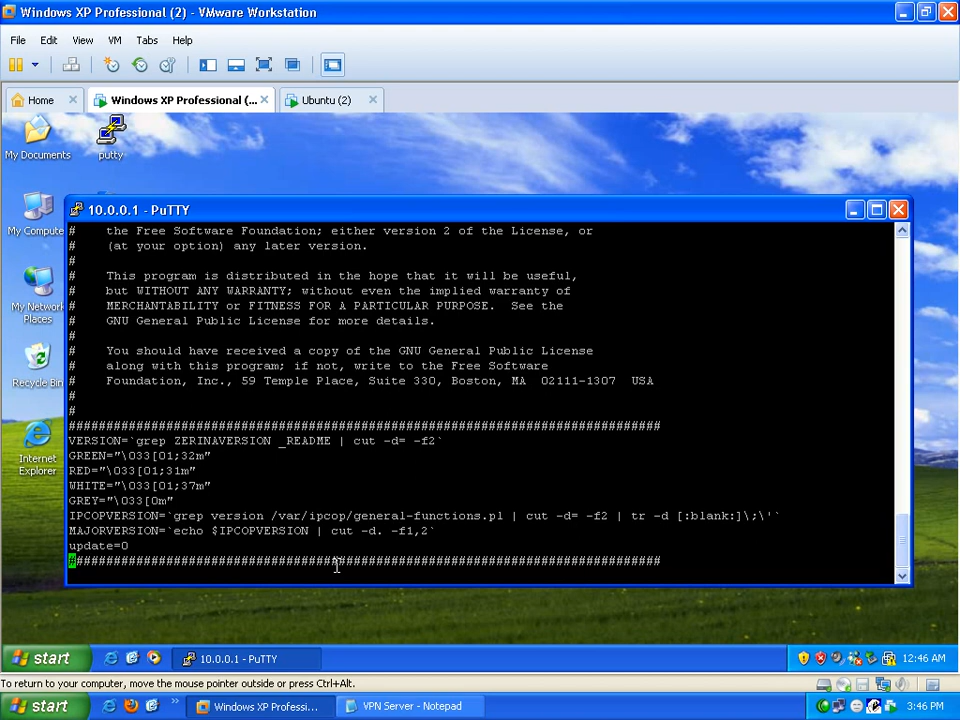 Windows XP Professional (2) - VMware Workstation
File Edit View VM Tabs Help
Home
Windows XP Professional (...
Ubuntu (2)
My Documents
putty
My Compute
My Network
Places
Recycle Bin
Internet
Explorer
10.0.0.1 - PuTTY
#    the Free Software Foundation; either version 2 of the License, or
#    (at your option) any later version.
#
#    This program is distributed in the hope that it will be useful,
#    but WITHOUT ANY WARRANTY; without even the implied warranty of
#    MERCHANTABILITY or FITNESS FOR A PARTICULAR PURPOSE.  See the
#    GNU General Public License for more details.
#
#    You should have received a copy of the GNU General Public License
#    along with this program; if not, write to the Free Software
#    Foundation, Inc., 59 Temple Place, Suite 330, Boston, MA  02111-1307  USA
#
#
###############################################################################
VERSION=`grep ZERINAVERSION _README | cut -d= -f2`
GREEN="\033[01;32m"
RED="\033[01;31m"
WHITE="\033[01;37m"
GREY="\033[0m"
IPCOPVERSION=`grep version /var/ipcop/general-functions.pl | cut -d= -f2 | tr -d [:blank:]\;\'`
MAJORVERSION=`echo $IPCOPVERSION | cut -d. -f1,2`
update=0
###############################################################################
start
10.0.0.1 - PuTTY
12:46 AM
To return to your computer, move the mouse pointer outside or press Ctrl+Alt.
start
Windows XP Professi...
VPN Server - Notepad
3:46 PM